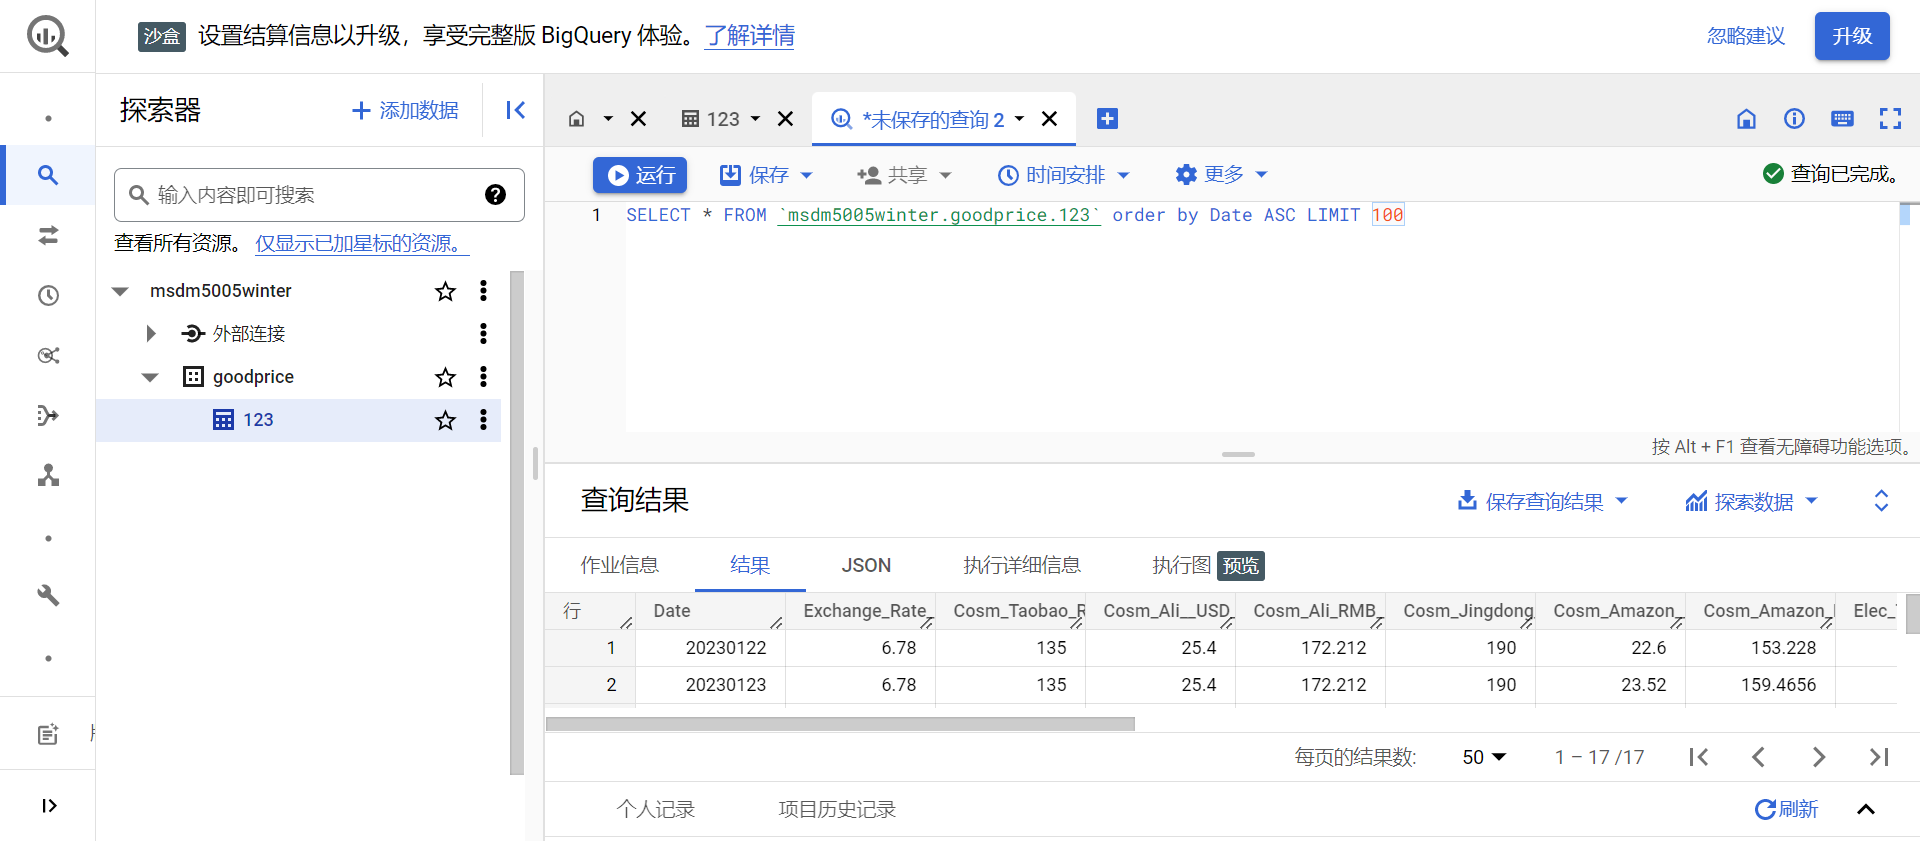 沙盒 设置结算信息以升级，享受完整版 BigQuery 体验。 了解详情 忽略建议 升级
探索器 添加数据
123 *未保存的查询 2
运行 保存 共享 时间安排 更多 查询已完成。
输入内容即可搜索
查看所有资源。 仅显示已加星标的资源。
msdm5005winter
外部连接
goodprice
123
1 SELECT * FROM `msdm5005winter.goodprice.123` order by Date ASC LIMIT 100
按 Alt + F1 查看无障碍功能选项。
查询结果 保存查询结果 探索数据
作业信息 结果 JSON 执行详细信息 执行图 预览
行 Date Exchange_Rate_ Cosm_Taobao_R Cosm_Ali__USD_ Cosm_Ali_RMB_ Cosm_Jingdong_ Cosm_Amazon_ Cosm_Amazon_ Elec_
1 20230122 6.78 135 25.4 172.212 190 22.6 153.228
2 20230123 6.78 135 25.4 172.212 190 23.52 159.4656
每页的结果数: 50 1 – 17 /17
个人记录 项目历史记录 刷新